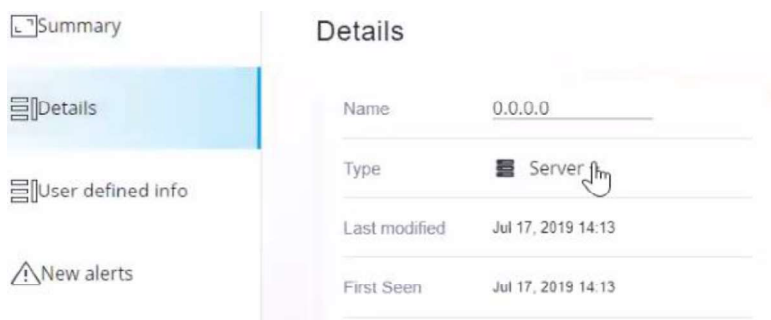 Summary
Details
User defined info
New alerts
Details
Name 0.0.0.0
Type Server
Last modified Jul 17, 2019 14:13
First Seen Jul 17, 2019 14:13